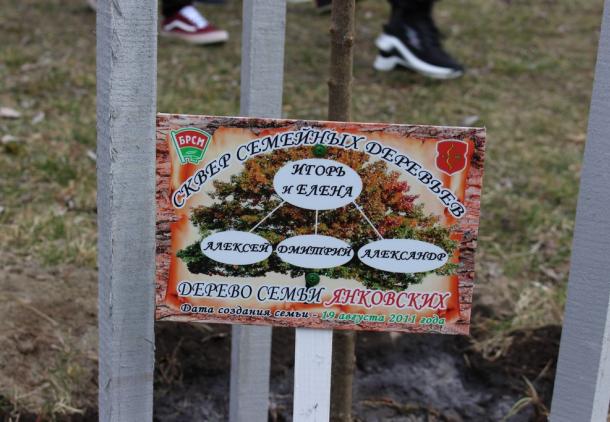 БРСМ
СКВЕР СЕМЕЙНЫХ ДЕРЕВЬЕВ
ИГОРЬ
и ЕЛЕНА
АЛЕКСЕЙ ДМИТРИЙ АЛЕКСАНДР
ДЕРЕВО СЕМЬИ ЯНКОВСКИХ
Дата создания семьи - 19 августа 2011 года